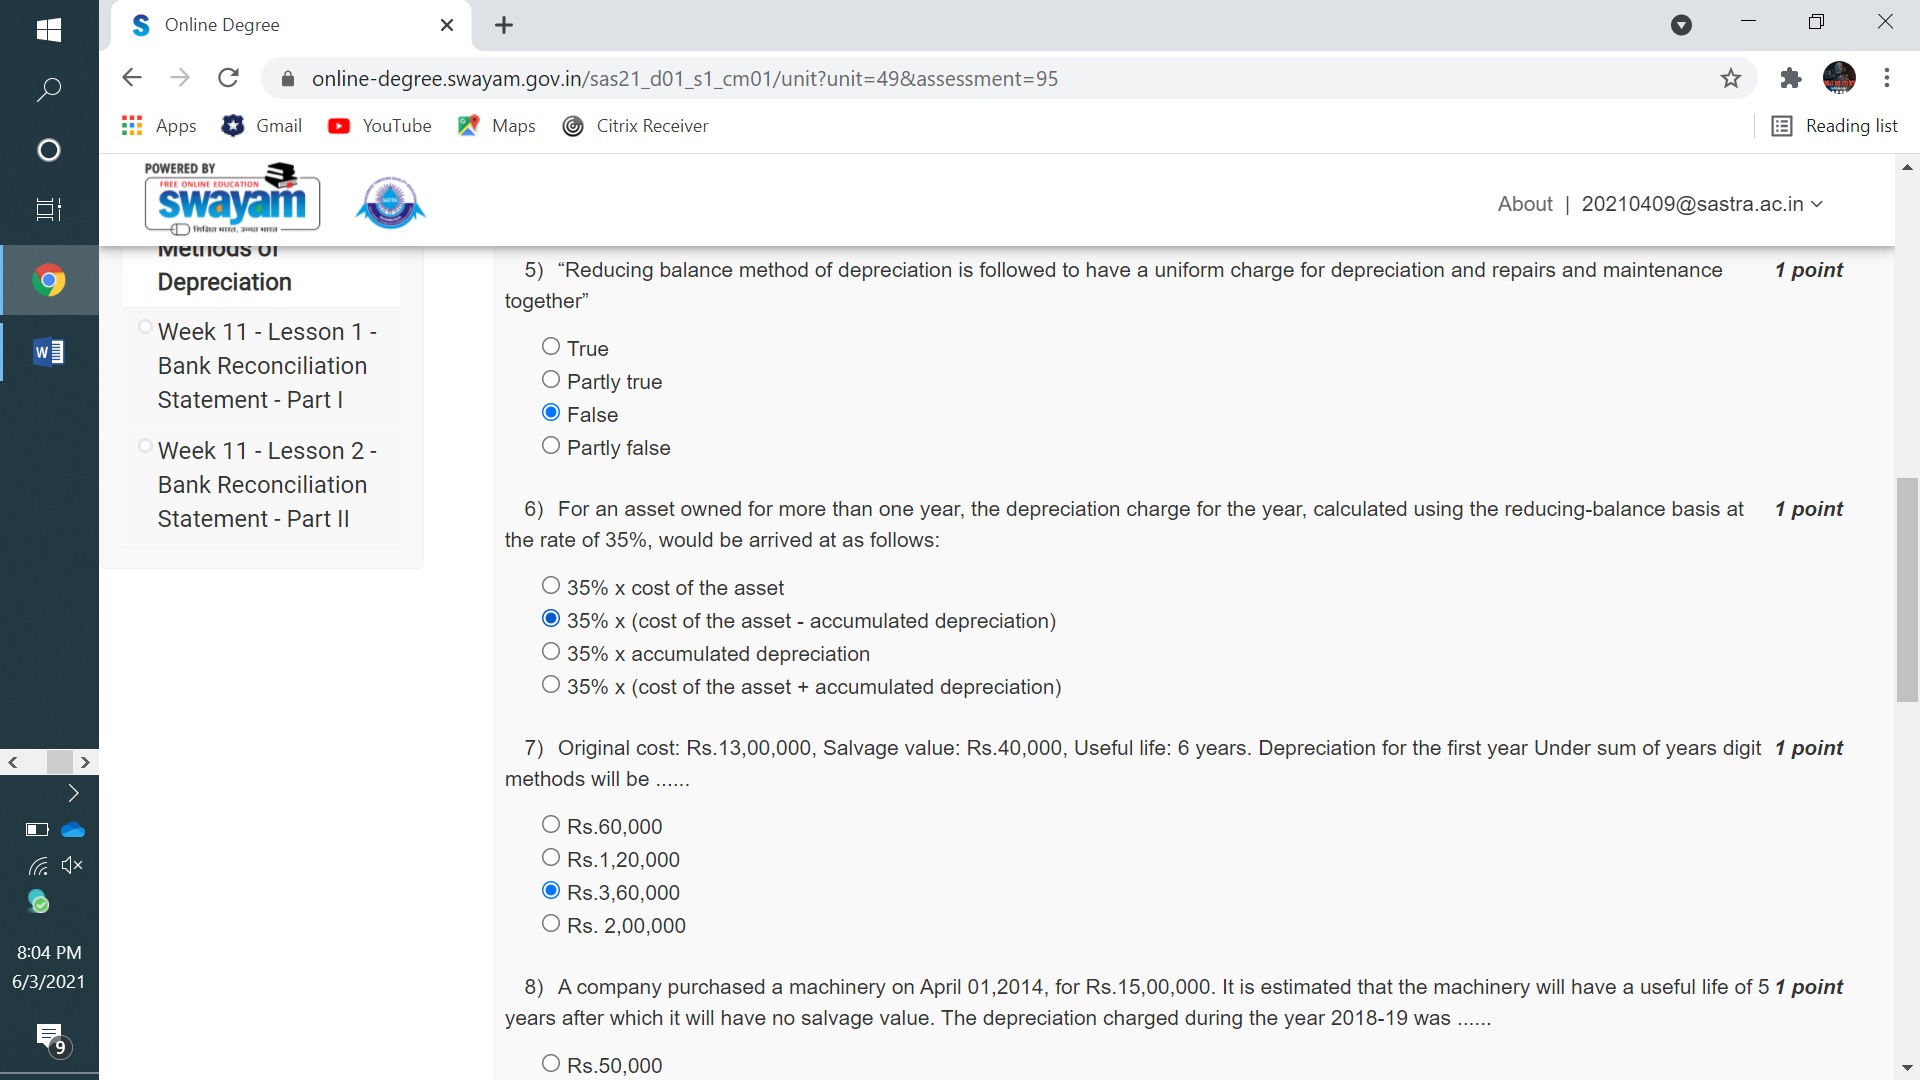 Online Degree
online-degree.swayam.gov.in/sas21_d01_s1_cm01/unit?unit=49&assessment=95
Apps Gmail YouTube Maps Citrix Receiver Reading list
POWERED BY
FREE ONLINE EDUCATION
swayam
शिक्षित भारत, उन्नत भारत
About | 20210409@sastra.ac.in
Methods of
Depreciation
Week 11 - Lesson 1 -
Bank Reconciliation
Statement - Part I
Week 11 - Lesson 2 -
Bank Reconciliation
Statement - Part II
5) “Reducing balance method of depreciation is followed to have a uniform charge for depreciation and repairs and maintenance 1 point
together”
True
Partly true
False
Partly false
6) For an asset owned for more than one year, the depreciation charge for the year, calculated using the reducing-balance basis at 1 point
the rate of 35%, would be arrived at as follows:
35% x cost of the asset
35% x (cost of the asset - accumulated depreciation)
35% x accumulated depreciation
35% x (cost of the asset + accumulated depreciation)
7) Original cost: Rs.13,00,000, Salvage value: Rs.40,000, Useful life: 6 years. Depreciation for the first year Under sum of years digit 1 point
methods will be ......
Rs.60,000
Rs.1,20,000
Rs.3,60,000
Rs. 2,00,000
8) A company purchased a machinery on April 01,2014, for Rs.15,00,000. It is estimated that the machinery will have a useful life of 5 1 point
years after which it will have no salvage value. The depreciation charged during the year 2018-19 was ......
Rs.50,000
8:04 PM
6/3/2021
9